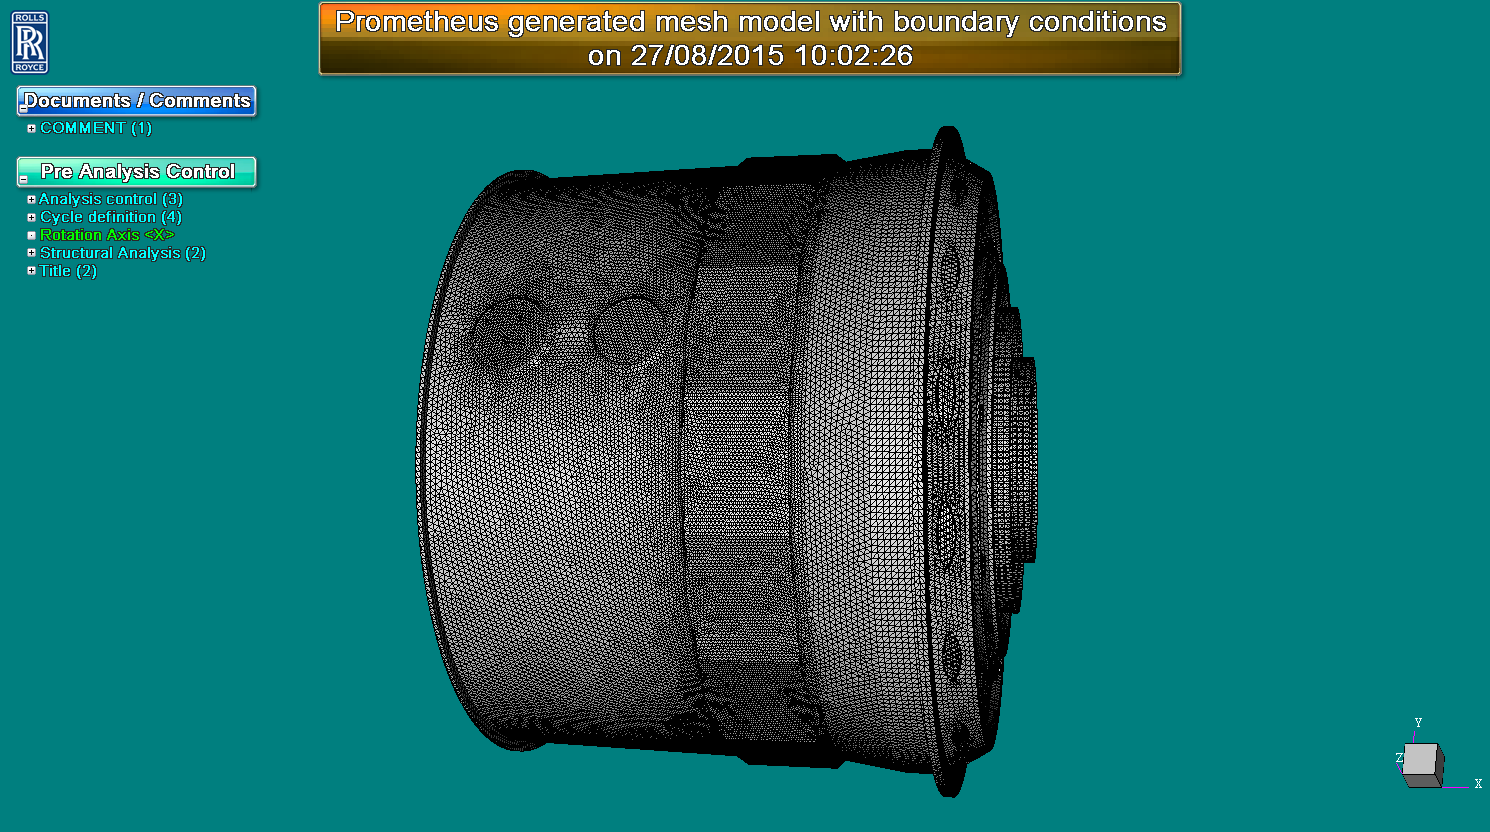 ROLLS
RR
ROYCE
Prometheus generated mesh model with boundary conditions
on 27/08/2015 10:02:26
Documents / Comments
COMMENT (1)
Pre Analysis Control
Analysis control (3)
Cycle definition (4)
Rotation Axis <X>
Structural Analysis (2)
Title (2)
Y
Z
X